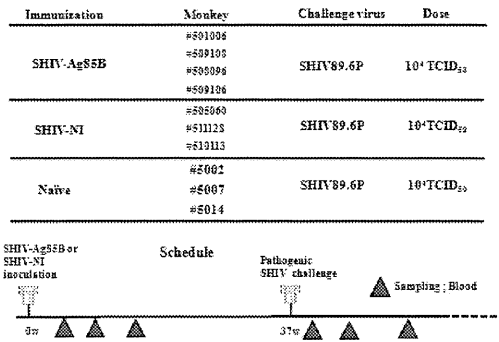 Immunization Monkey Challenge virus Dose
#501006
#509108
SHIV-Ag85B SHIV89.6P 10⁴ TCID₅₀
#508096
#509106
#505060
SHIV-NI #511128 SHIV89.6P 10⁴TCID₅₀
#510113
#5002
Naïve #5007 SHIV89.6P 10⁴TCID₅₀
#5014
SHIV-Ag85B or
SHIV-NI
inoculation
Schedule
Pathogenic
SHIV challenge
Sampling ; Blood
0w 37w